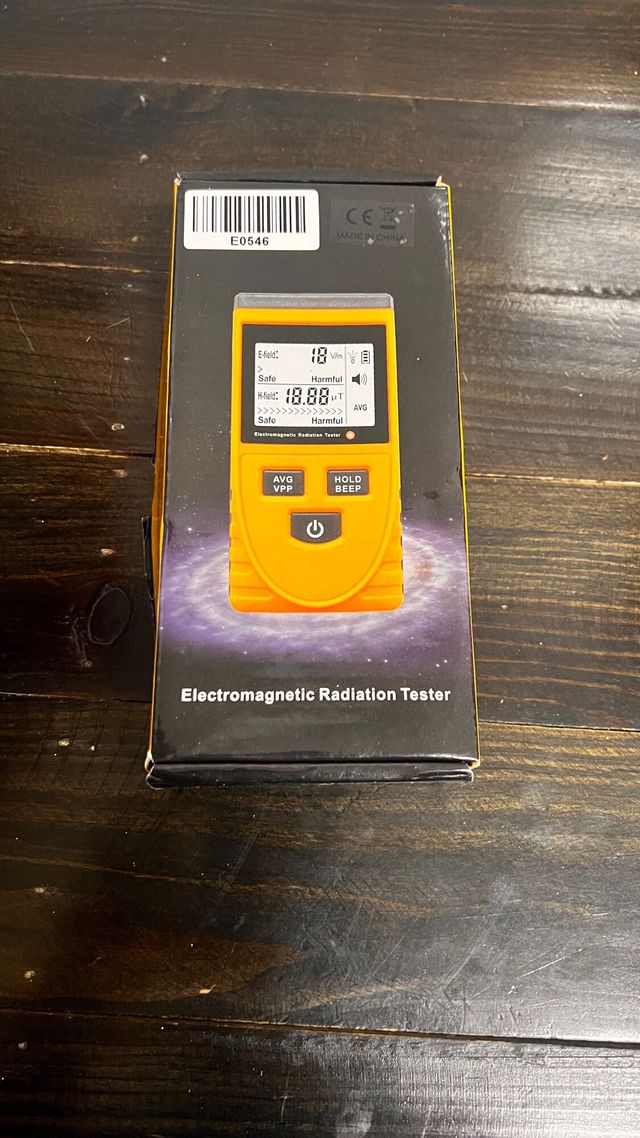 E0546
CE
MADE IN CHINA
E-field: 18 V/m
>
Safe Harmful
H-field: 18.88 μT
>>>>>>>>>>>>>
Safe Harmful
AVG
Electromagnetic Radiation Tester
AVG
VPP
HOLD
BEEP
Electromagnetic Radiation Tester